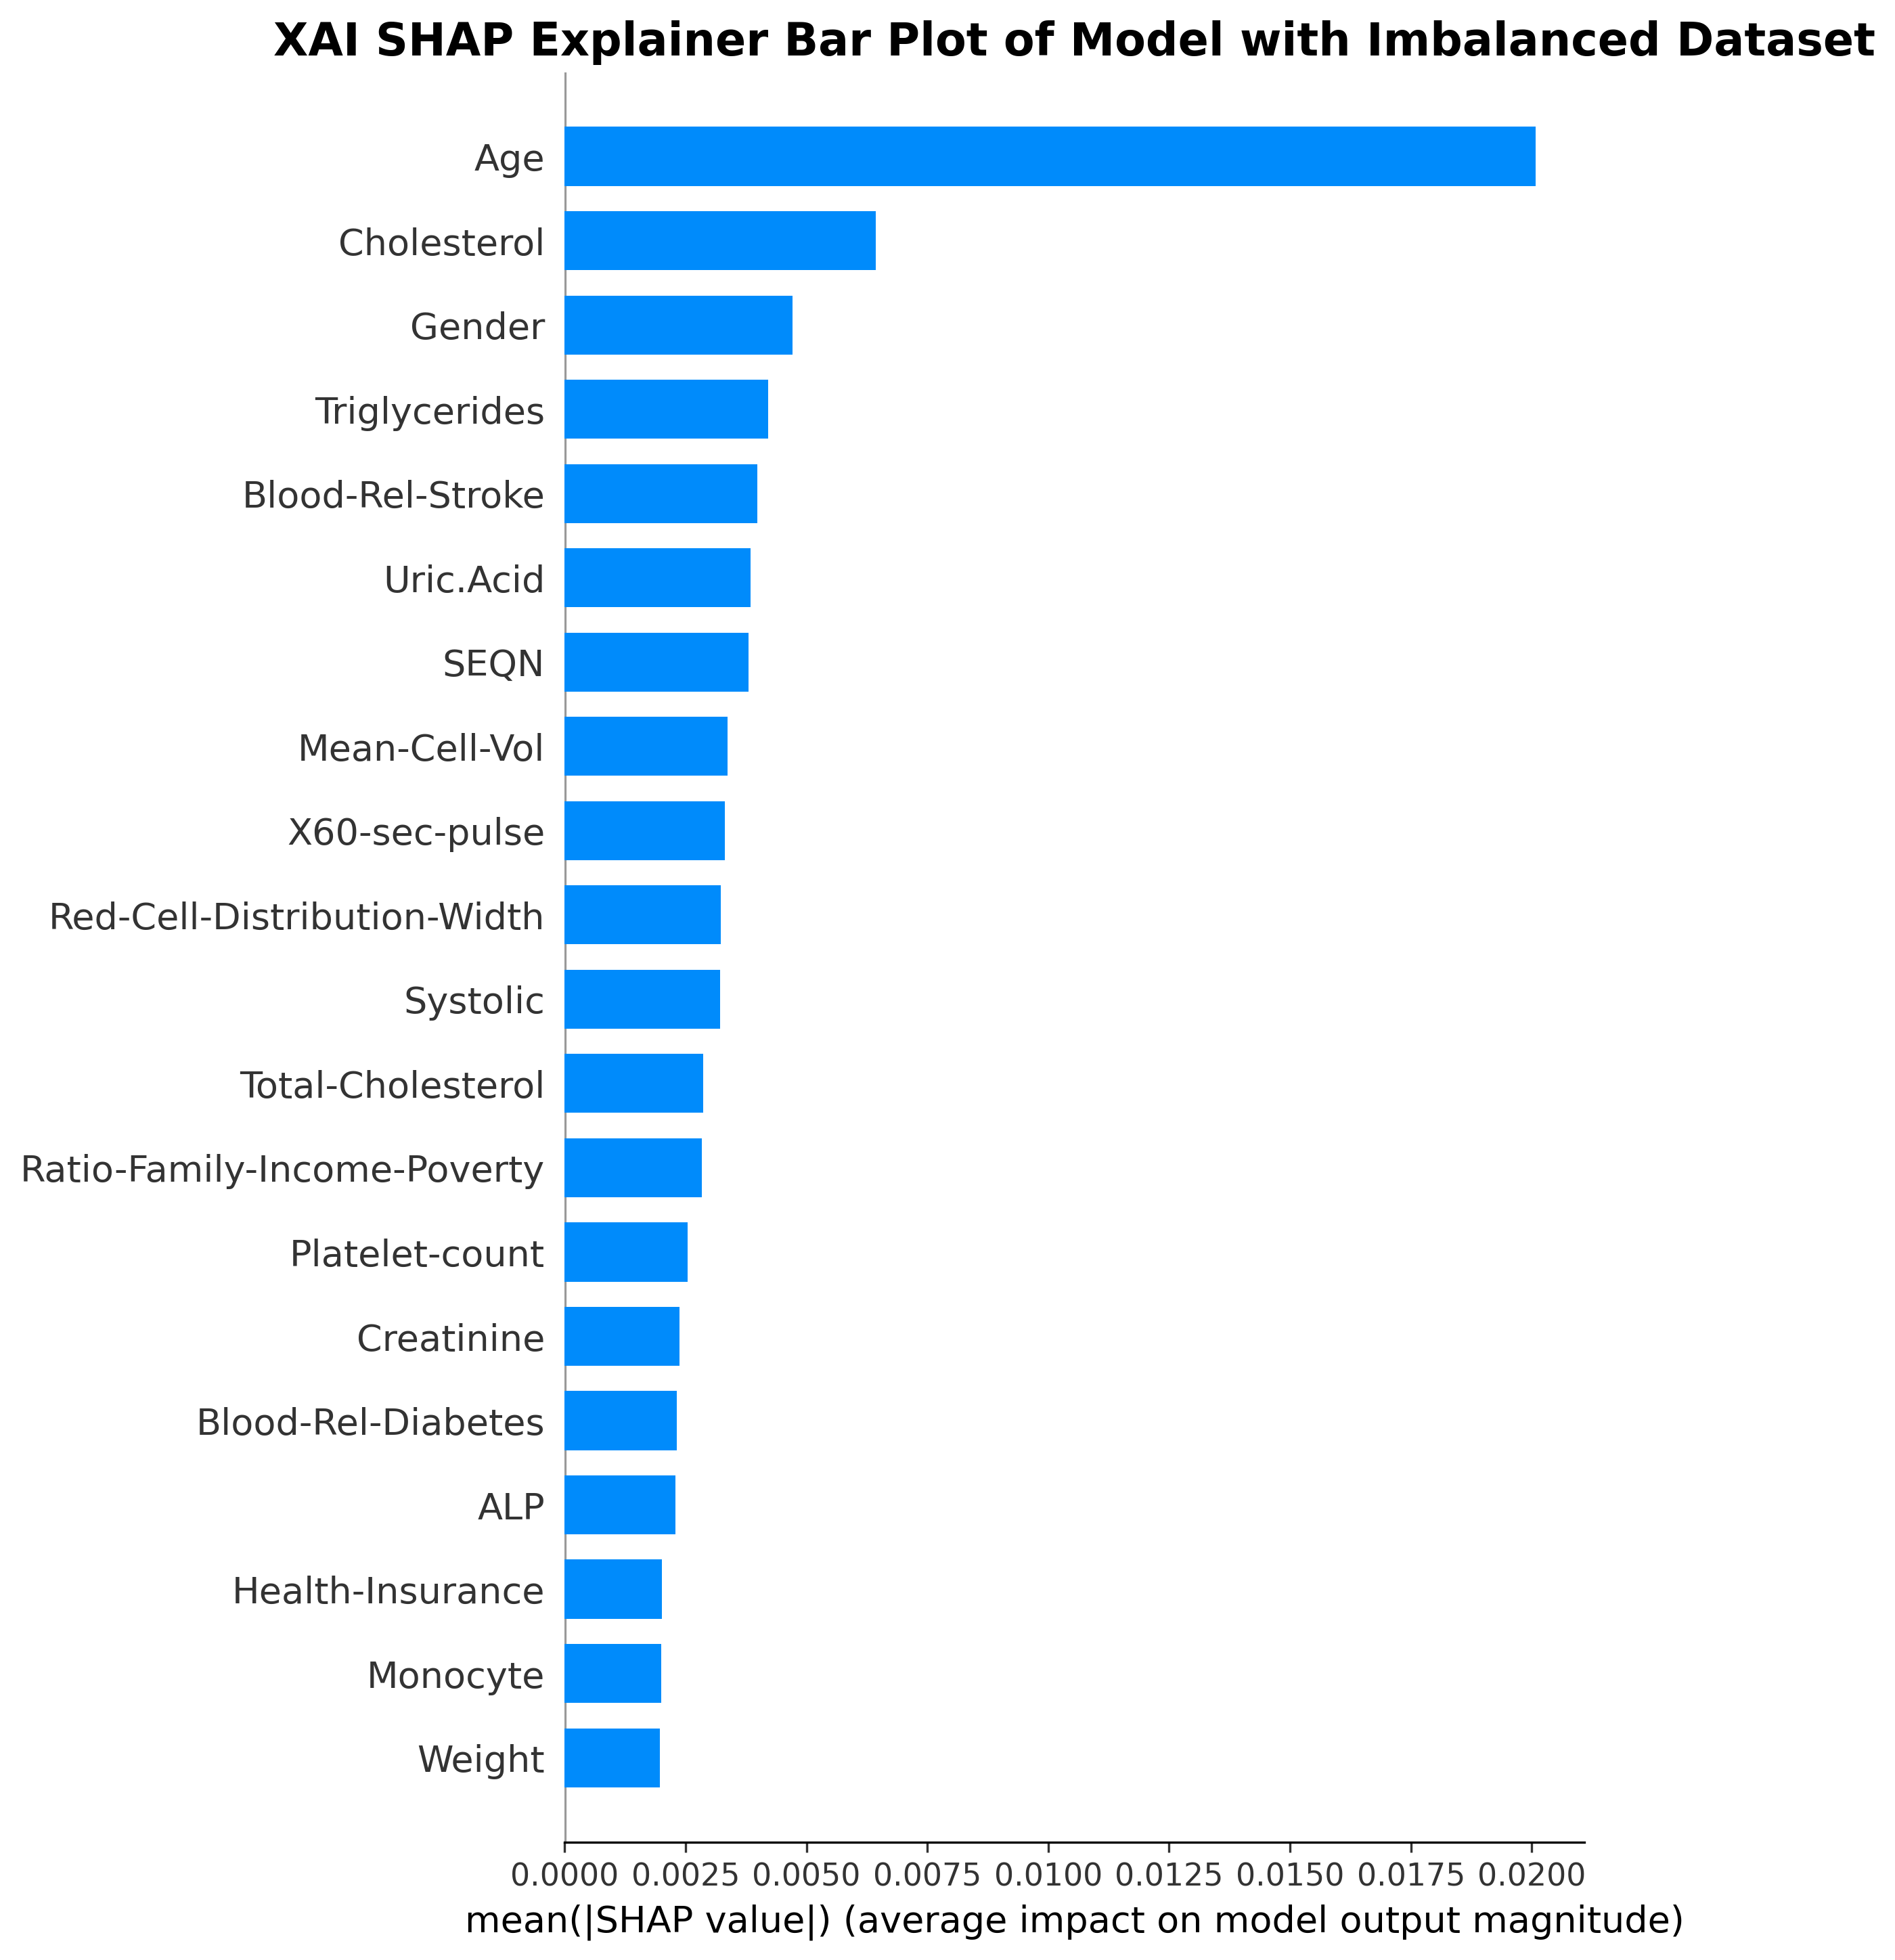 XAI SHAP Explainer Bar Plot of Model with Imbalanced Dataset
Age
Cholesterol
Gender
Triglycerides
Blood-Rel-Stroke
Uric.Acid
SEQN
Mean-Cell-Vol
X60-sec-pulse
Red-Cell-Distribution-Width
Systolic
Total-Cholesterol
Ratio-Family-Income-Poverty
Platelet-count
Creatinine
Blood-Rel-Diabetes
ALP
Health-Insurance
Monocyte
Weight
0.0000 0.0025 0.0050 0.0075 0.0100 0.0125 0.0150 0.0175 0.0200
mean(|SHAP value|) (average impact on model output magnitude)